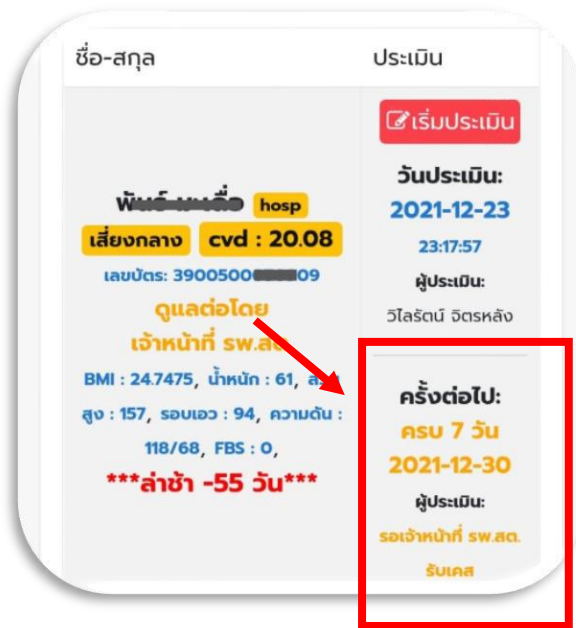 ชื่อ-สกุล
hosp
เสี่ยงกลาง cvd : 20.08
เลขบัตร: 3900500 09
ดูแลต่อโดย
เจ้าหน้าที่ รพ.สต.
BMI : 24.7475, น้ำหนัก : 61,
สูง : 157, รอบเอว : 94, ความดัน :
118/68, FBS : 0,
***ล่าช้า -55 วัน***
ประเมิน
เริ่มประเมิน
วันประเมิน:
2021-12-23
23:17:57
ผู้ประเมิน:
วิไลรัตน์ จิตรหลัง
ครั้งต่อไป:
ครบ 7 วัน
2021-12-30
ผู้ประเมิน:
รอเจ้าหน้าที่ รพ.สต.
รับเคส